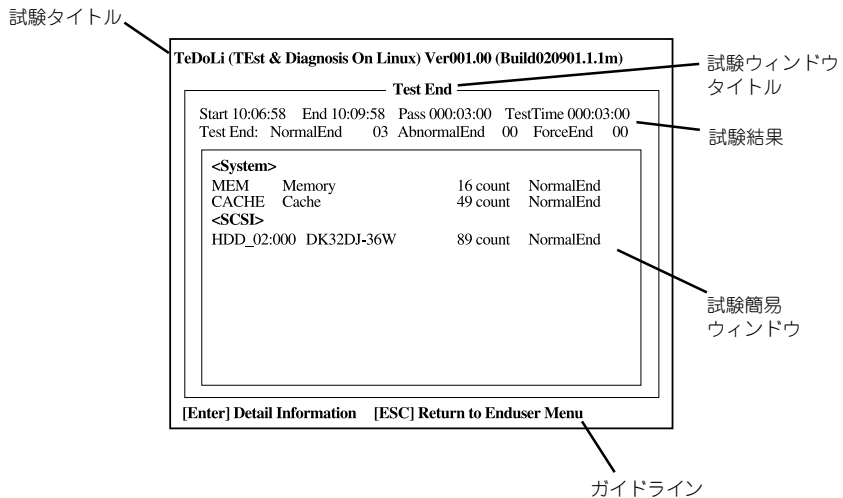 試験タイトル
TeDoLi (TEst & Diagnosis On Linux) Ver001.00 (Build020901.1.1m)
試験ウィンドウ
タイトル
Test End
Start 10:06:58 End 10:09:58 Pass 000:03:00 TestTime 000:03:00
Test End: NormalEnd 03 AbnormalEnd 00 ForceEnd 00
試験結果
<System>
MEM Memory 16 count NormalEnd
CACHE Cache 49 count NormalEnd
<SCSI>
HDD_02:000 DK32DJ-36W 89 count NormalEnd
試験簡易
ウィンドウ
[Enter] Detail Information [ESC] Return to Enduser Menu
ガイドライン